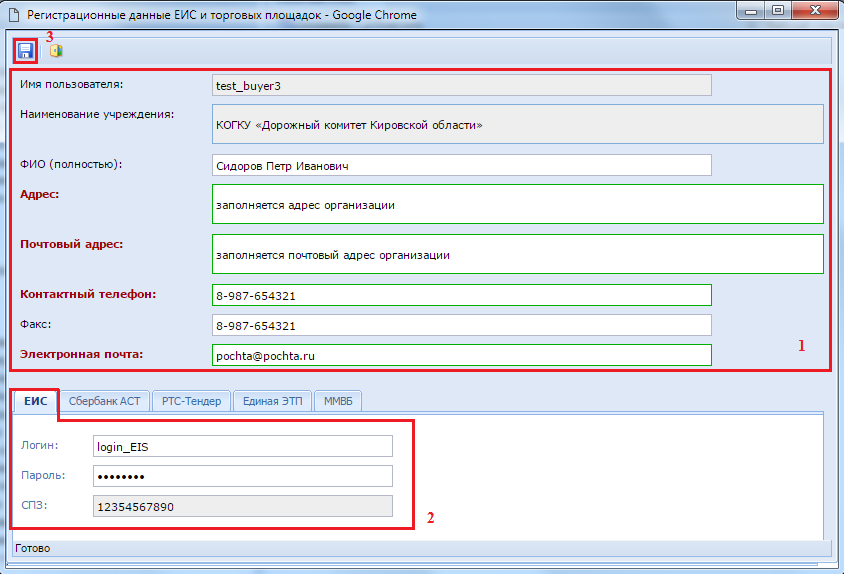 Регистрационные данные ЕИС и торговых площадок - Google Chrome
3
Имя пользователя: test_buyer3
Наименование учреждения: КОГКУ «Дорожный комитет Кировской области»
ФИО (полностью): Сидоров Петр Иванович
Адрес: заполняется адрес организации
Почтовый адрес: заполняется почтовый адрес организации
Контактный телефон: 8-987-654321
Факс: 8-987-654321
1
Электронная почта: pochta@pochta.ru
ЕИС Сбербанк АСТ РТС-Тендер Единая ЭТП ММВБ
Логин: login_EIS
Пароль: ••••••••
СПЗ: 12354567890
2
Готово